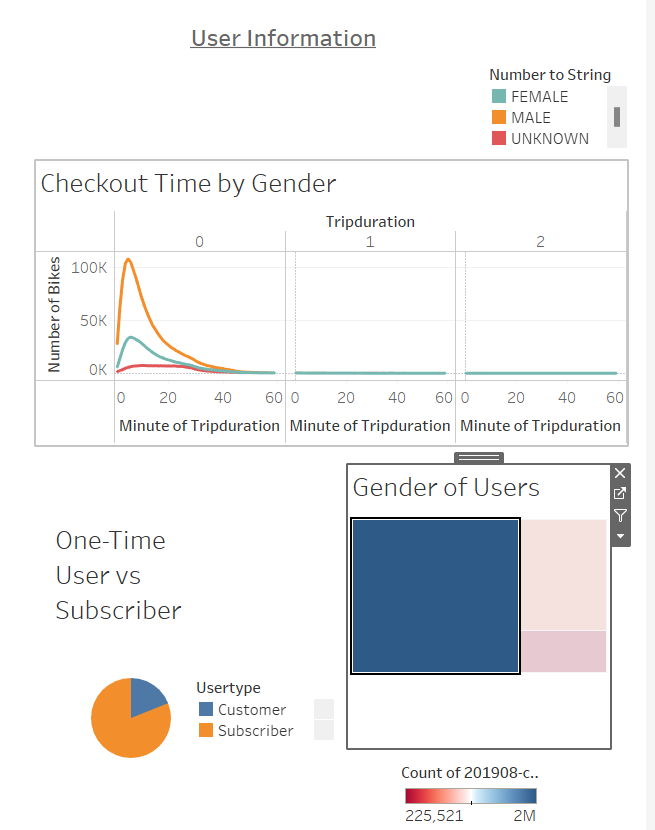 User Information
Number to String
FEMALE
MALE
UNKNOWN
Checkout Time by Gender
Tripduration
0 1 2
Number of Bikes
100K
50K
0K
0 20 40 60 0 20 40 60 0 20 40 60
Minute of Tripduration Minute of Tripduration Minute of Tripduration
Gender of Users
One-Time
User vs
Subscriber
Usertype
Customer
Subscriber
Count of 201908-c..
225,521 2M